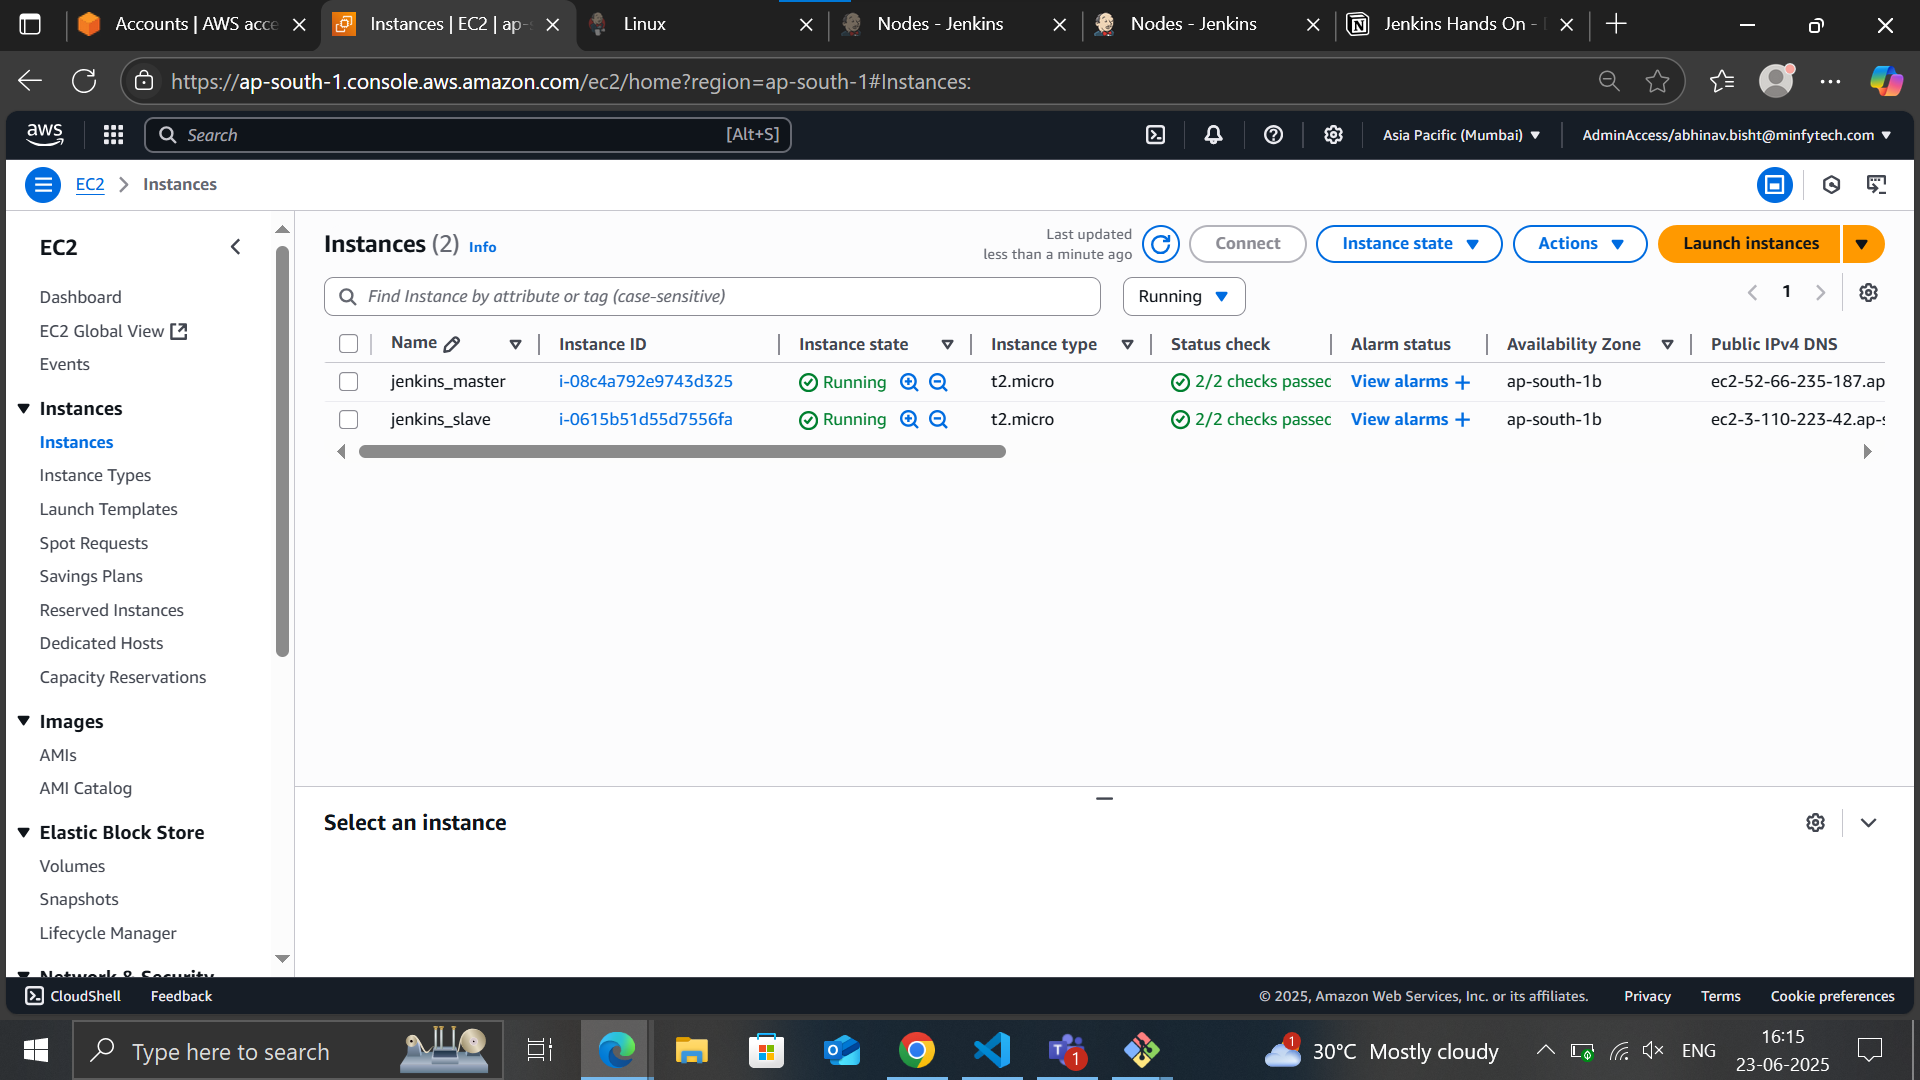 Accounts | AWS acce
Instances | EC2 | ap-
Linux
Nodes - Jenkins
Nodes - Jenkins
Jenkins Hands On -
https://ap-south-1.console.aws.amazon.com/ec2/home?region=ap-south-1#Instances:
aws
Search
[Alt+S]
Asia Pacific (Mumbai)
AdminAccess/abhinav.bisht@minfytech.com
EC2
Instances
EC2
Dashboard
EC2 Global View
Events
Instances
Instances
Instance Types
Launch Templates
Spot Requests
Savings Plans
Reserved Instances
Dedicated Hosts
Capacity Reservations
Images
AMIs
AMI Catalog
Elastic Block Store
Volumes
Snapshots
Lifecycle Manager
Network & Security
Instances (2) Info
Last updated
less than a minute ago
Connect
Instance state
Actions
Launch instances
Find Instance by attribute or tag (case-sensitive)
Running
1
Name Instance ID Instance state Instance type Status check Alarm status Availability Zone Public IPv4 DNS
jenkins_master i-08c4a792e9743d325 Running t2.micro 2/2 checks passed View alarms + ap-south-1b ec2-52-66-235-187.ap
jenkins_slave i-0615b51d55d7556fa Running t2.micro 2/2 checks passed View alarms + ap-south-1b ec2-3-110-223-42.ap-s
Select an instance
CloudShell
Feedback
© 2025, Amazon Web Services, Inc. or its affiliates.
Privacy
Terms
Cookie preferences
Type here to search
1
1
30°C Mostly cloudy
ENG
16:15
23-06-2025